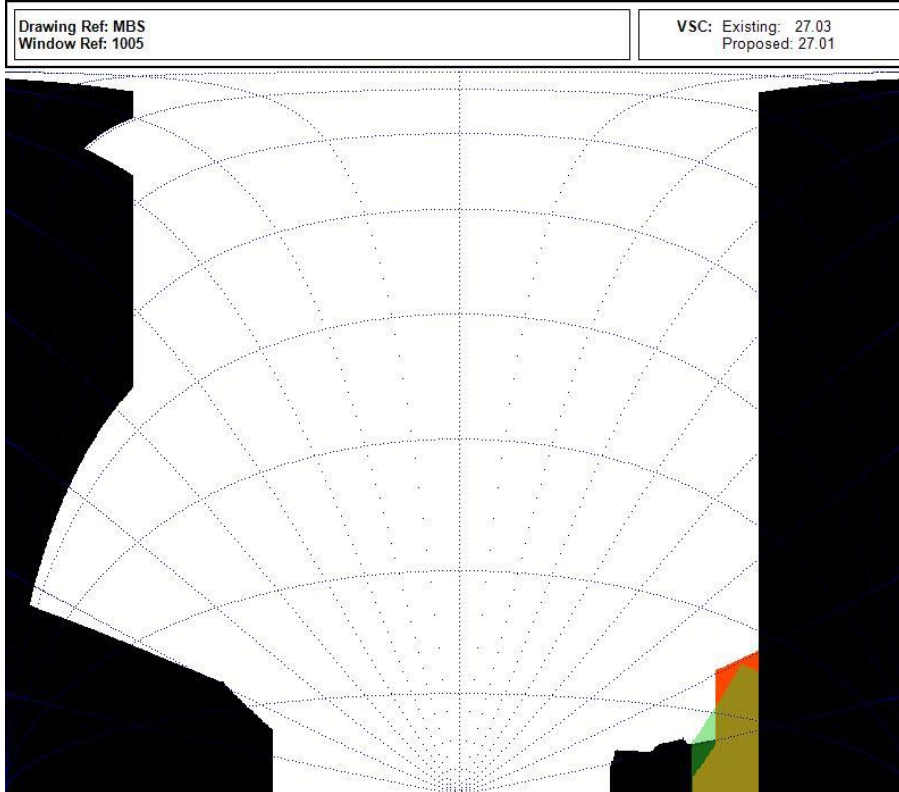 Drawing Ref: MBS
Window Ref: 1005
VSC: Existing: 27.03
Proposed: 27.01